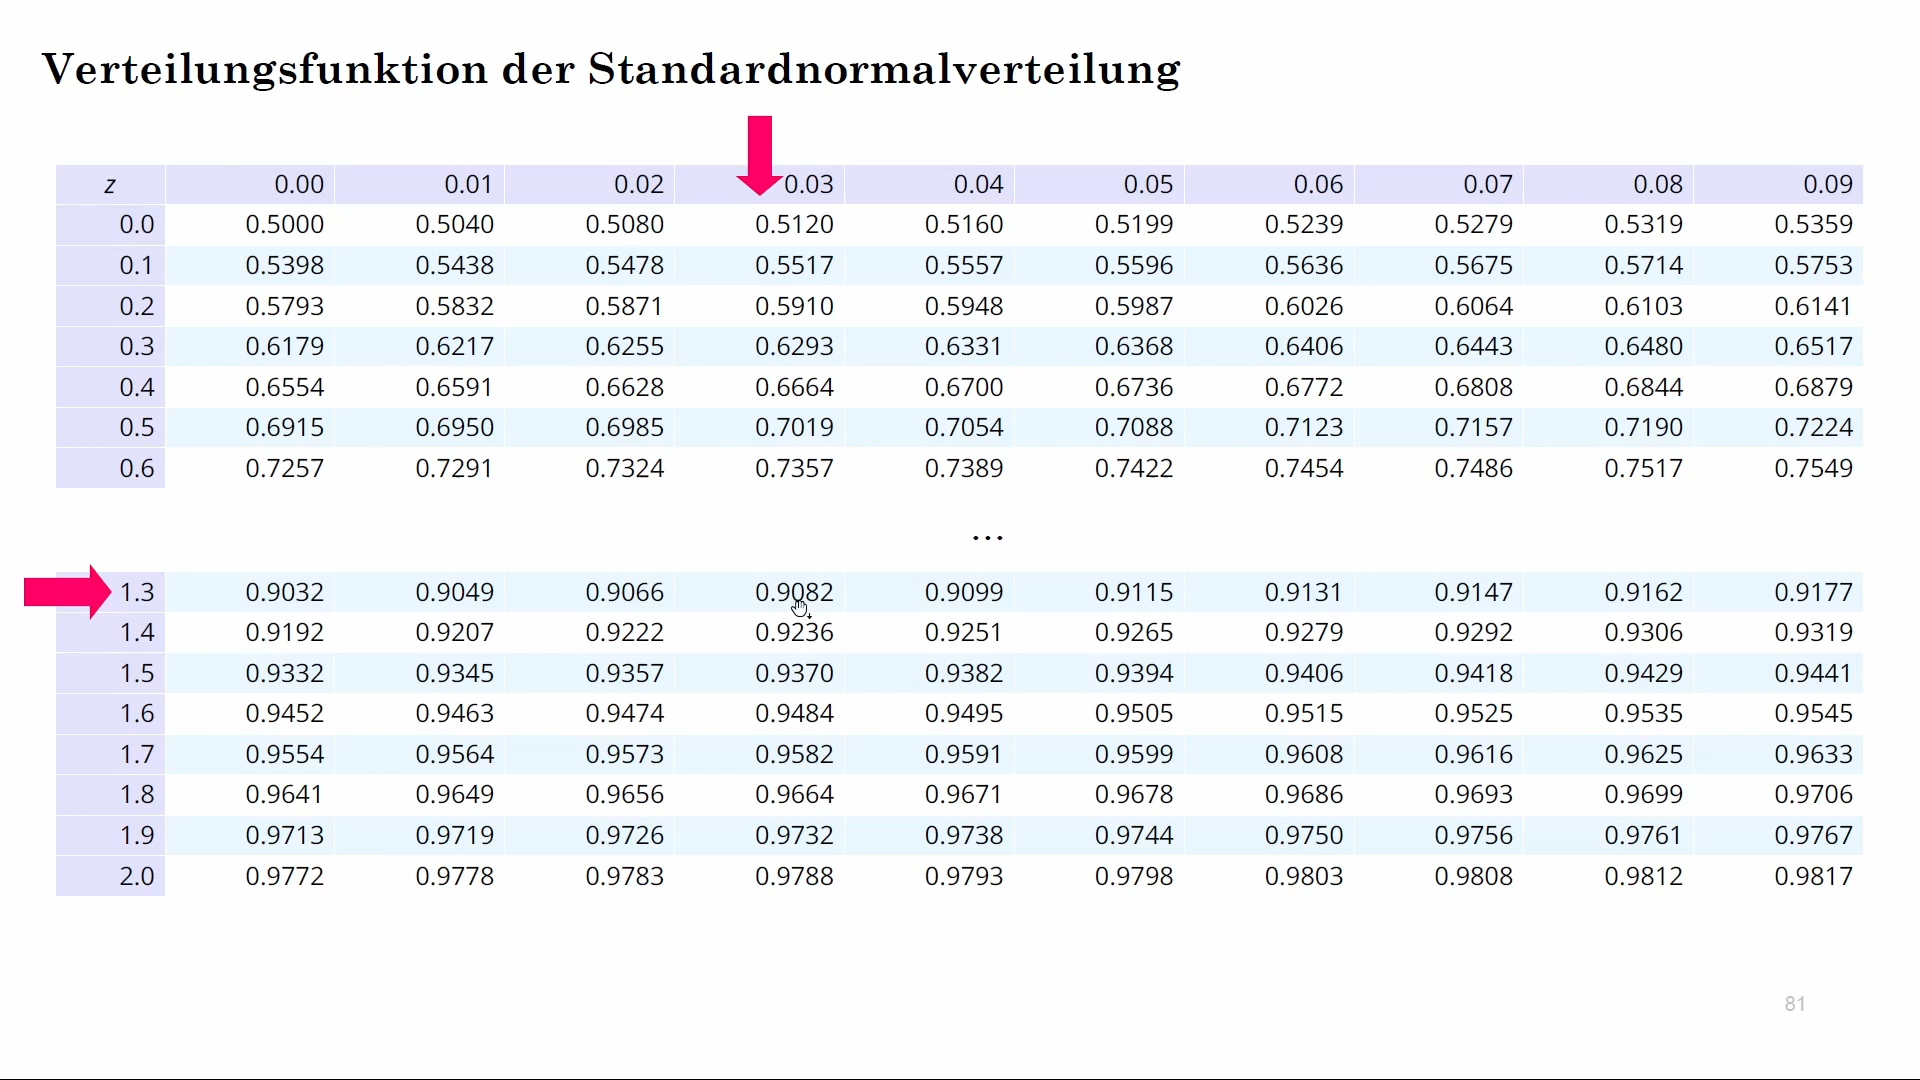 Verteilungsfunktion der Standardnormalverteilung
z 0.00 0.01 0.02 0.03 0.04 0.05 0.06 0.07 0.08 0.09
0.0 0.5000 0.5040 0.5080 0.5120 0.5160 0.5199 0.5239 0.5279 0.5319 0.5359
0.1 0.5398 0.5438 0.5478 0.5517 0.5557 0.5596 0.5636 0.5675 0.5714 0.5753
0.2 0.5793 0.5832 0.5871 0.5910 0.5948 0.5987 0.6026 0.6064 0.6103 0.6141
0.3 0.6179 0.6217 0.6255 0.6293 0.6331 0.6368 0.6406 0.6443 0.6480 0.6517
0.4 0.6554 0.6591 0.6628 0.6664 0.6700 0.6736 0.6772 0.6808 0.6844 0.6879
0.5 0.6915 0.6950 0.6985 0.7019 0.7054 0.7088 0.7123 0.7157 0.7190 0.7224
0.6 0.7257 0.7291 0.7324 0.7357 0.7389 0.7422 0.7454 0.7486 0.7517 0.7549
...
1.3 0.9032 0.9049 0.9066 0.9082 0.9099 0.9115 0.9131 0.9147 0.9162 0.9177
1.4 0.9192 0.9207 0.9222 0.9236 0.9251 0.9265 0.9279 0.9292 0.9306 0.9319
1.5 0.9332 0.9345 0.9357 0.9370 0.9382 0.9394 0.9406 0.9418 0.9429 0.9441
1.6 0.9452 0.9463 0.9474 0.9484 0.9495 0.9505 0.9515 0.9525 0.9535 0.9545
1.7 0.9554 0.9564 0.9573 0.9582 0.9591 0.9599 0.9608 0.9616 0.9625 0.9633
1.8 0.9641 0.9649 0.9656 0.9664 0.9671 0.9678 0.9686 0.9693 0.9699 0.9706
1.9 0.9713 0.9719 0.9726 0.9732 0.9738 0.9744 0.9750 0.9756 0.9761 0.9767
2.0 0.9772 0.9778 0.9783 0.9788 0.9793 0.9798 0.9803 0.9808 0.9812 0.9817
81